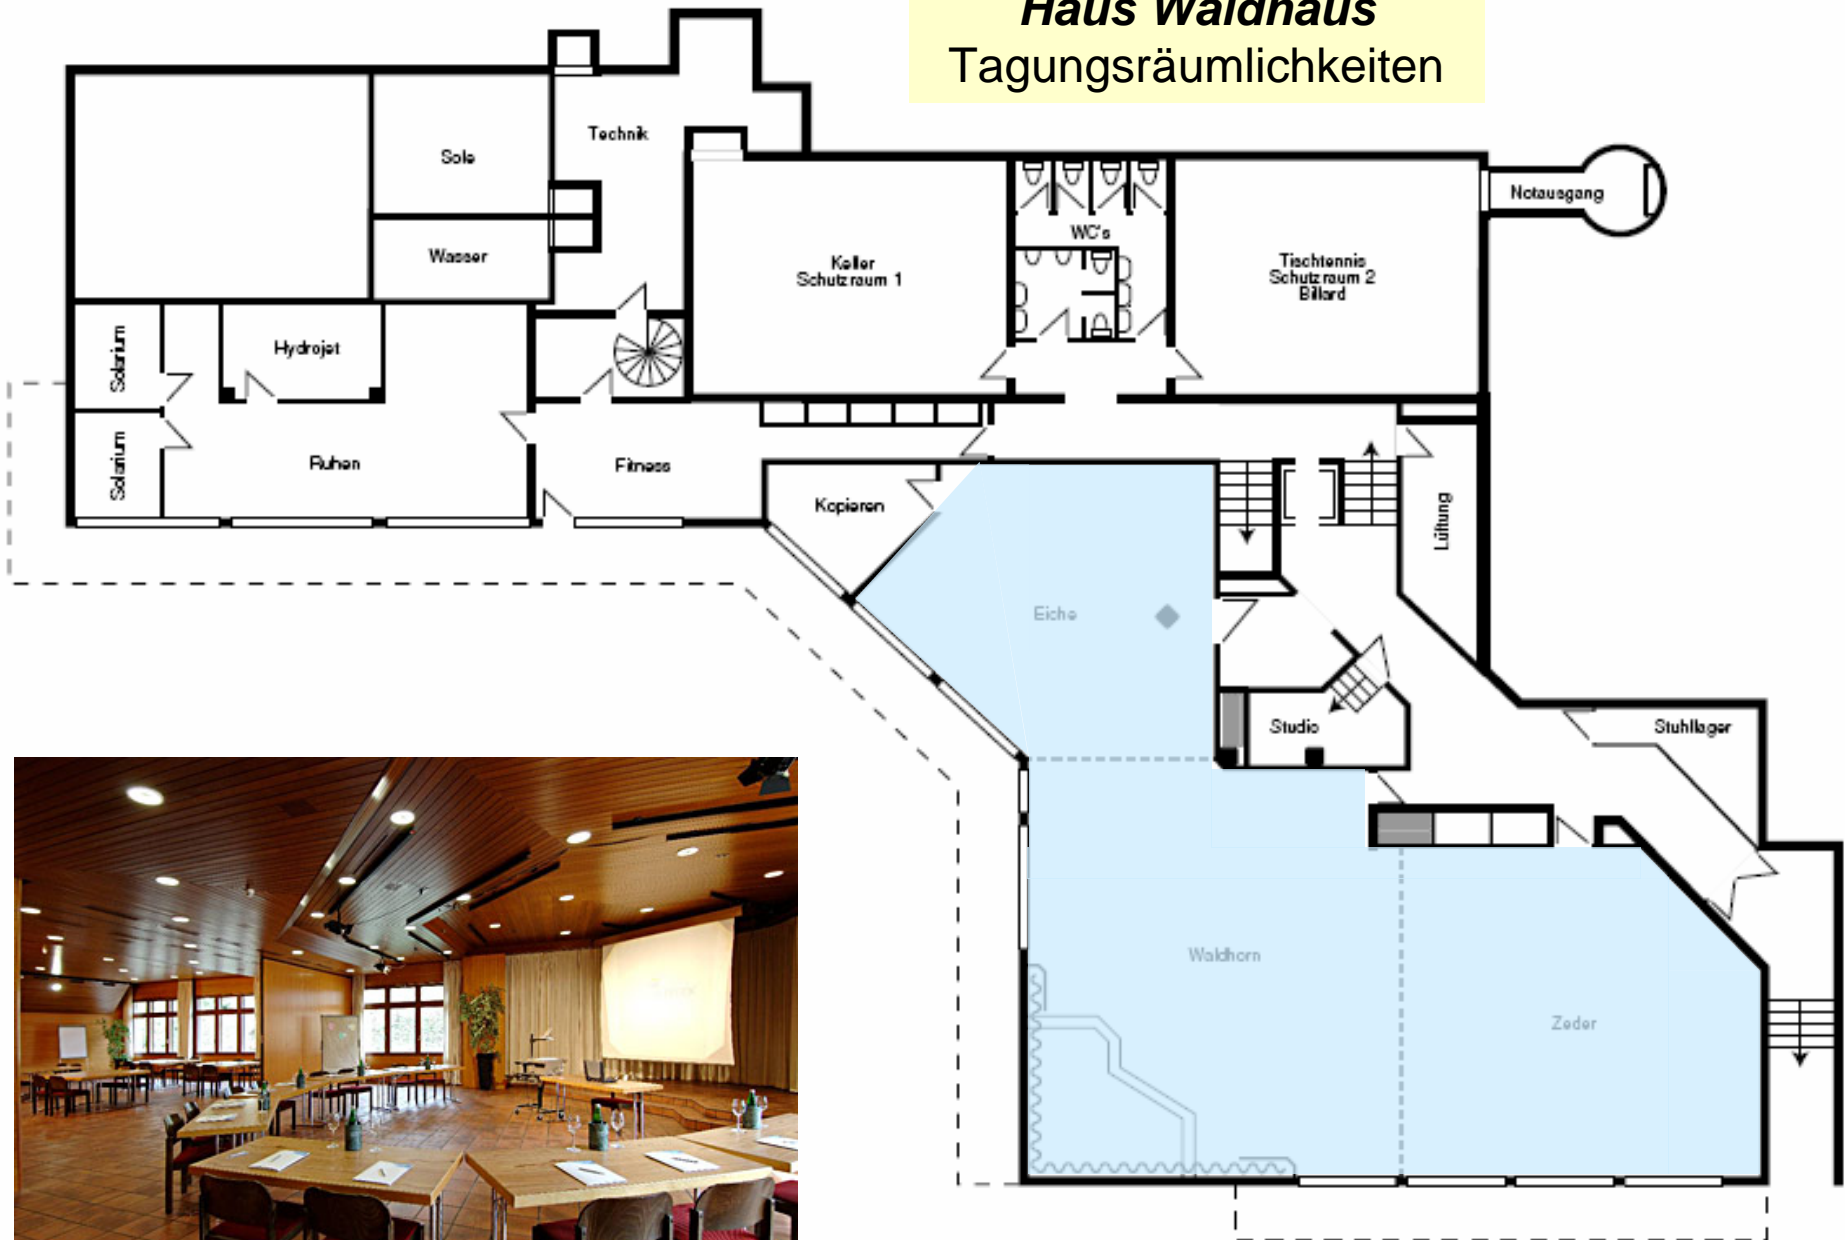 Haus Waldhaus
Tagungsräumlichkeiten
Technik
Sole
Notausgang
WC's
Wasser
Keller
Schutzraum 1
Tischtennis
Schutzraum 2
Billard
Solarium
Hydrojet
Solarium
Ruhen
Fitness
Kopieren
Lüftung
Eiche
Studio
Stuhllager
Waldhorn
Zeder